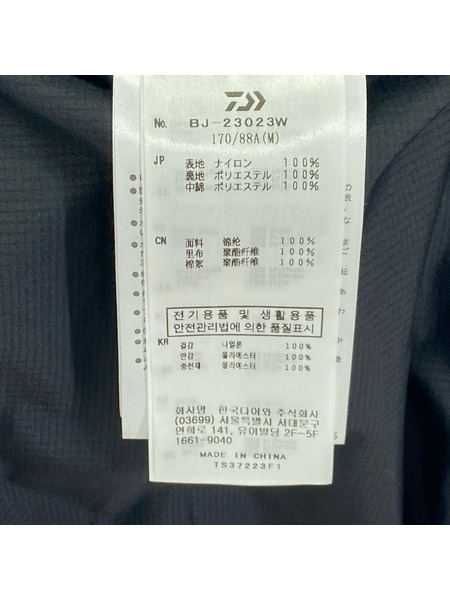 No. BJ-23023W
170/88A(M)
JP 表地 ナイロン 100%
裏地 ポリエステル 100%
中綿 ポリエステル 100%
CN 面料 锦纶 100%
里布 聚酯纤维 100%
棉絮 聚酯纤维 100%
전기용품 및 생활용품
안전관리법에 의한 품질표시
KR 겉감 나일론 100%
안감 폴리에스터 100%
충전재 폴리에스터 100%
회사명 한국다이와 주식회사
(03699) 서울특별시 서대문구
연희로 141, 유아빌딩 2F-5F
1661-9040
MADE IN CHINA
TS37223F1